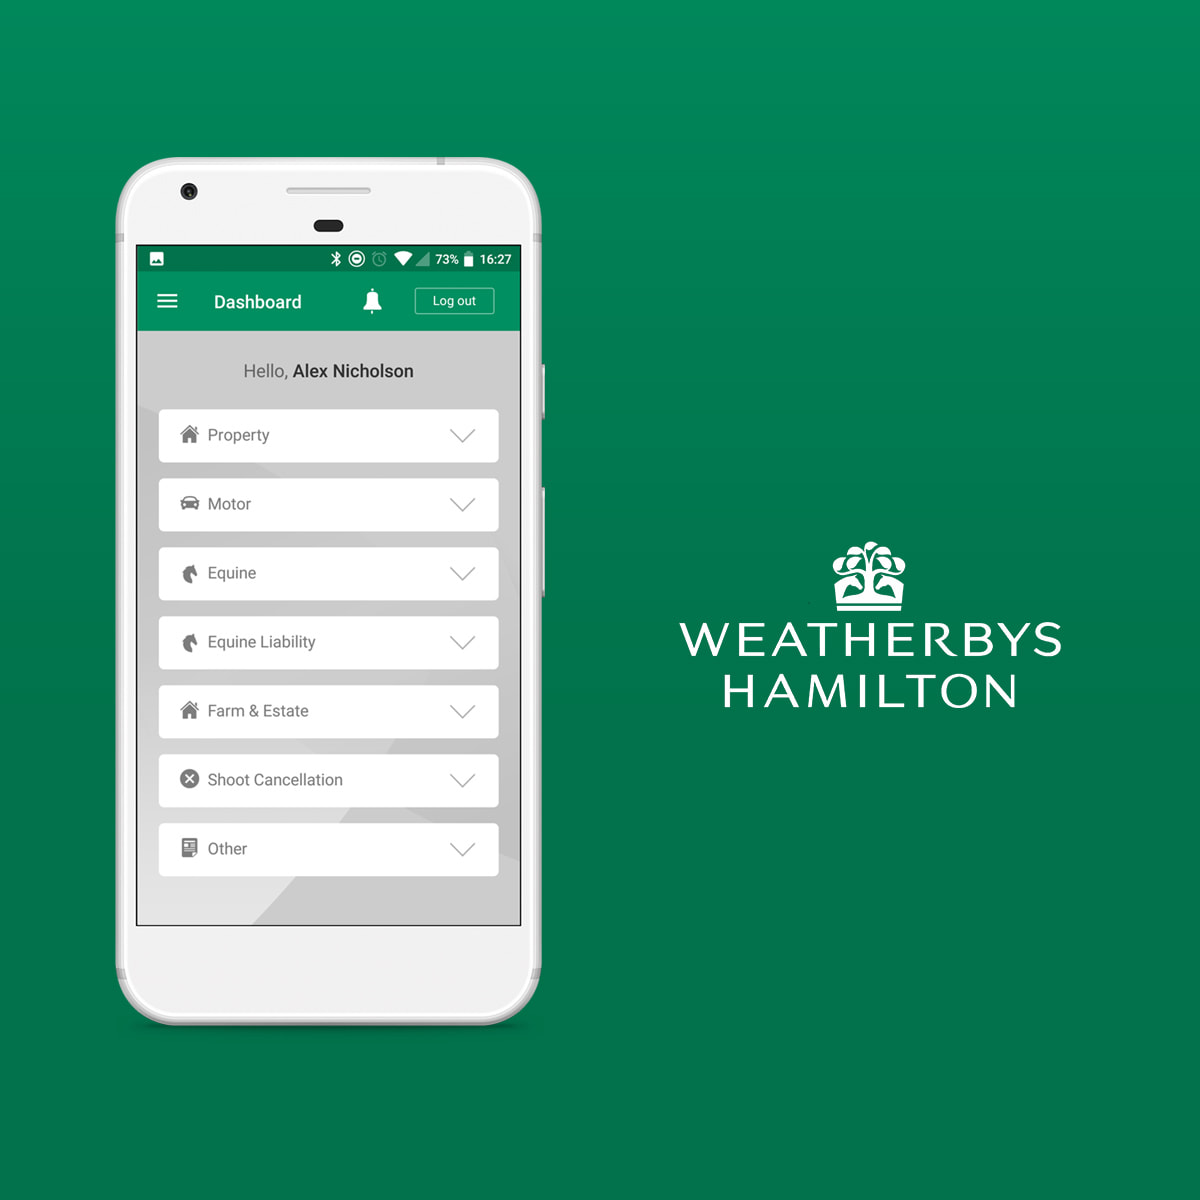 73% 16:27
Dashboard
Log out
Hello, Alex Nicholson
Property
Motor
Equine
Equine Liability
Farm & Estate
Shoot Cancellation
Other
WEATHERBYS
HAMILTON